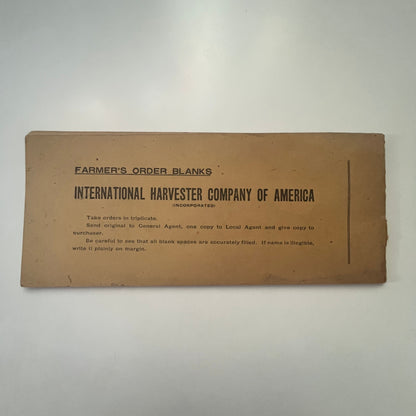 FARMER'S ORDER BLANKS
INTERNATIONAL HARVESTER COMPANY OF AMERICA
(INCORPORATED)
Take orders in triplicate.
Send original to General Agent, one copy to Local Agent and give copy to
purchaser.
Be careful to see that all blank spaces are accurately filled. If name is illegible,
write it plainly on margin.